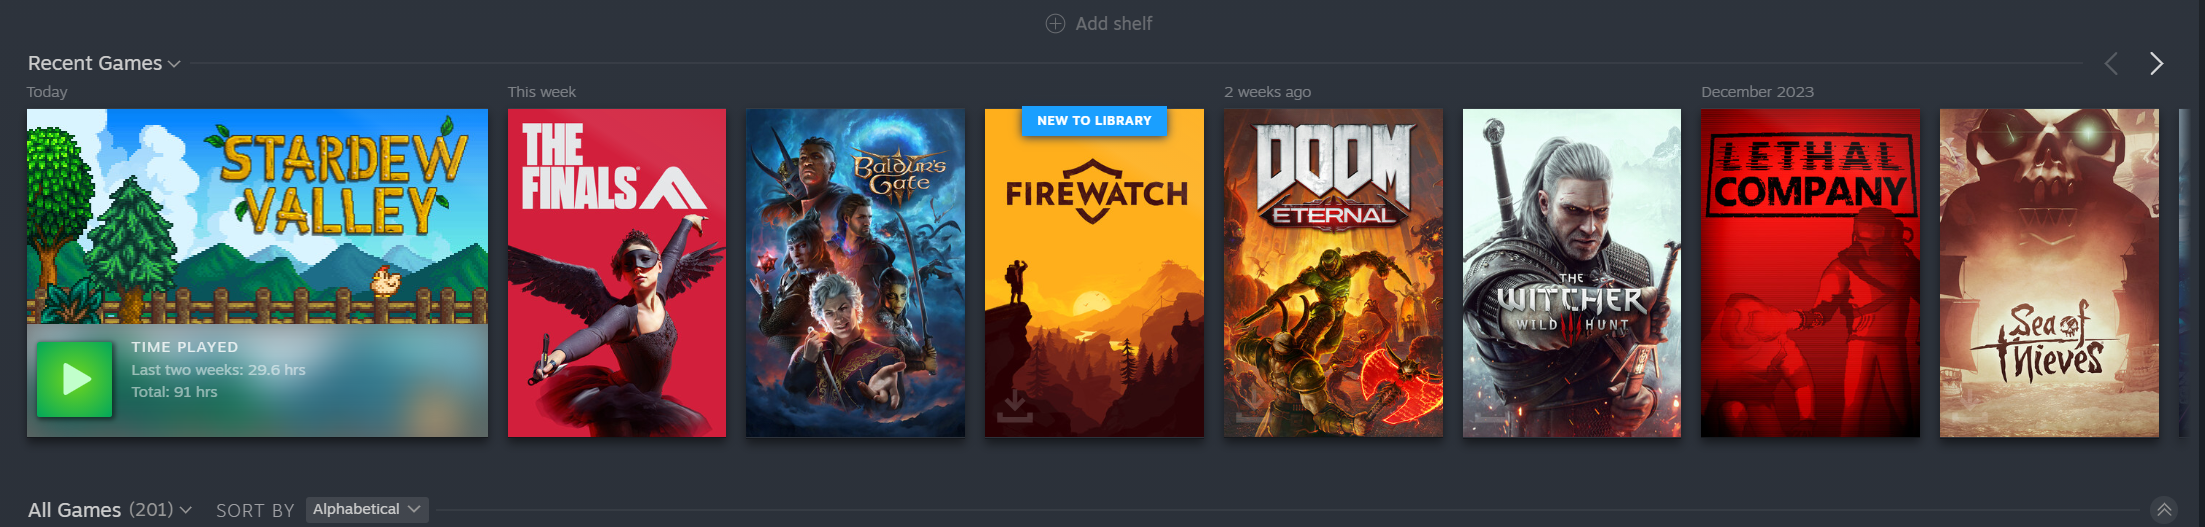 Add shelf
Recent Games
Today
This week
2 weeks ago
December 2023
STARDEW
VALLEY
TIME PLAYED
Last two weeks: 29.6 hrs
Total: 91 hrs
THE
FINALS
Baldur's
Gate
NEW TO LIBRARY
FIREWATCH
DOOM
ETERNAL
THE
WITCHER
WILD HUNT
LETHAL
COMPANY
Sea of
Thieves
All Games (201)
SORT BY Alphabetical